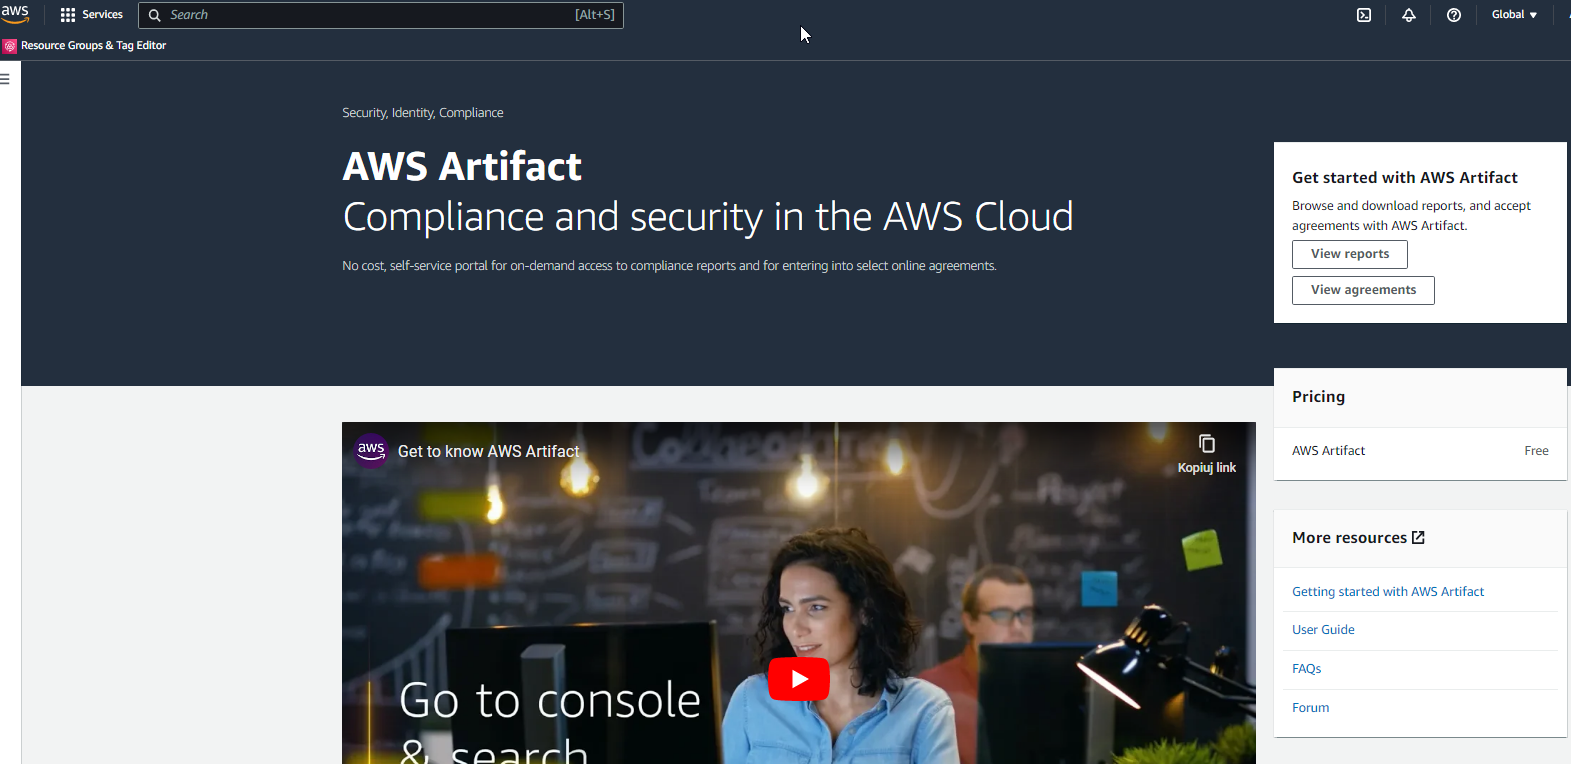 aws
Services
Search
[Alt+S]
Global
Resource Groups & Tag Editor
Security, Identity, Compliance
AWS Artifact
Compliance and security in the AWS Cloud
No cost, self-service portal for on-demand access to compliance reports and for entering into select online agreements.
Get started with AWS Artifact
Browse and download reports, and accept
agreements with AWS Artifact.
View reports
View agreements
Pricing
AWS Artifact Free
aws
Get to know AWS Artifact
Kopiuj link
Go to console
& search
More resources
Getting started with AWS Artifact
User Guide
FAQs
Forum